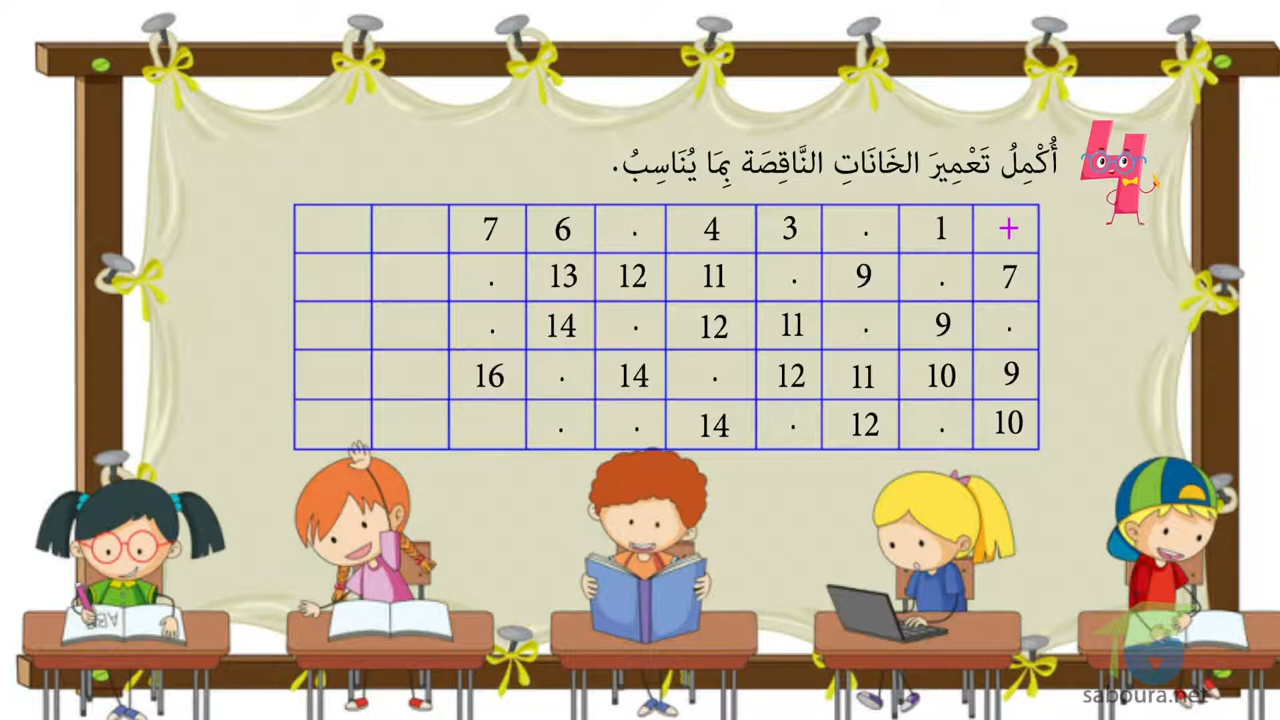 أُكْمِلُ تَعْمِيرَ الخَانَاتِ النَّاقِصَة بِمَا يُنَاسِبُ.
+ 1 . 3 4 . 6 7
7 . 9 . 11 12 13 .
. 9 . 11 12 . 14 .
9 10 11 12 . 14 . 16
10 . 12 . 14 . .
saboura.net